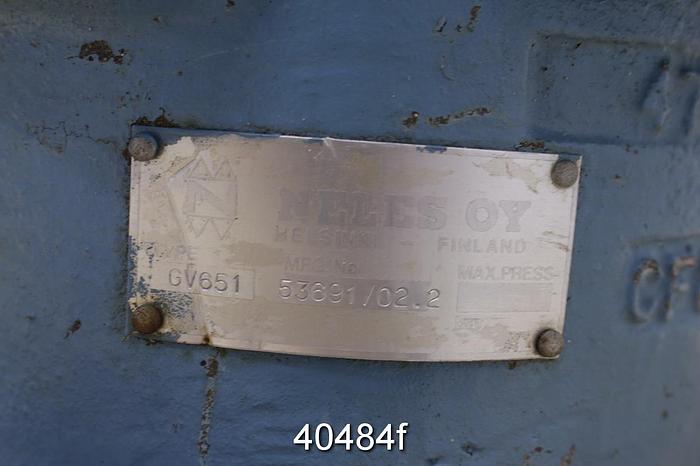 NELES OY
HELSINKI FINLAND
TYPE MFG.No. MAX.PRESS
GV651 53691/02.2
40484f